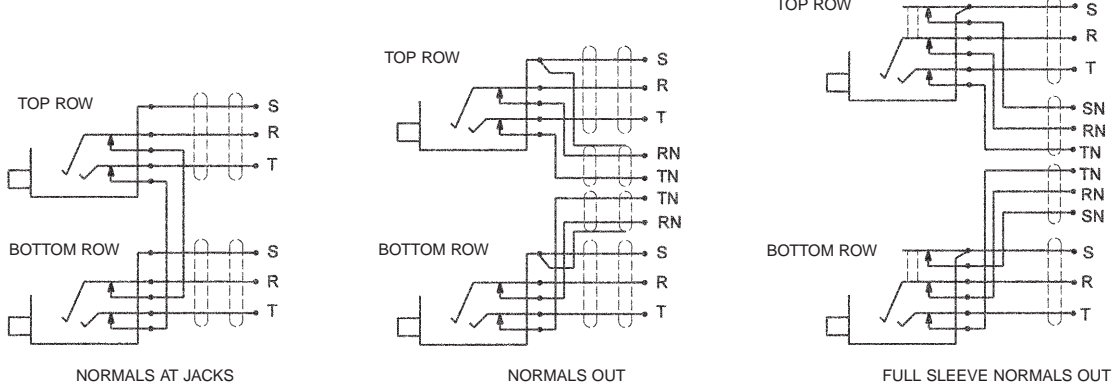 TOP ROW
S
R
T
BOTTOM ROW
S
R
T
NORMALS AT JACKS
TOP ROW
S
R
T
RN
TN
TN
RN
BOTTOM ROW
S
R
T
NORMALS OUT
TOP ROW
S
R
T
SN
RN
TN
TN
RN
SN
BOTTOM ROW
S
R
T
FULL SLEEVE NORMALS OUT